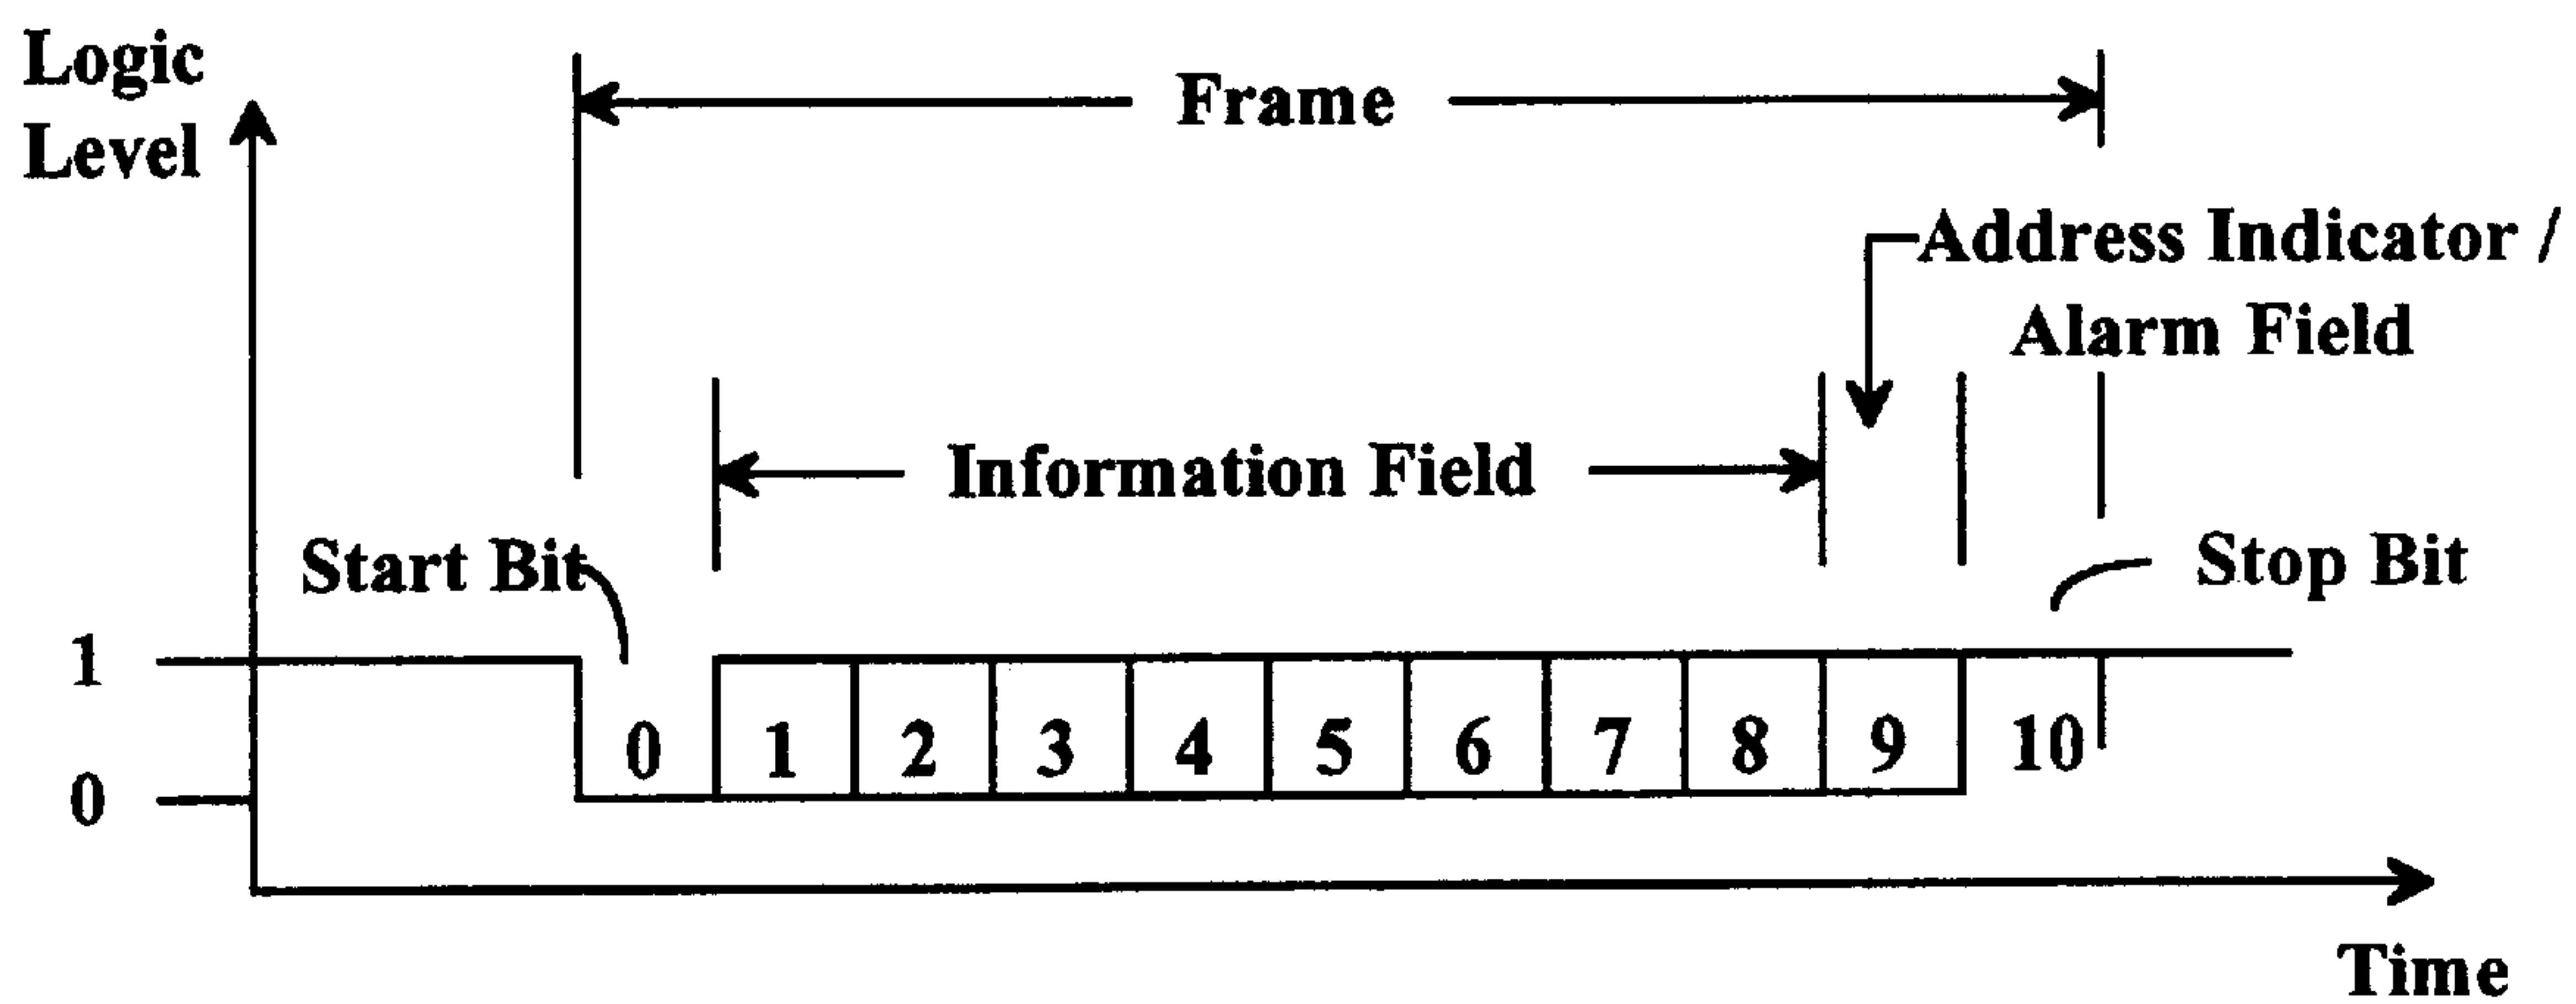 Logic
Level
Frame
Address Indicator /
Alarm Field
Information Field
Start Bit
Stop Bit
1
0
0 1 2 3 4 5 6 7 8 9 10
Time